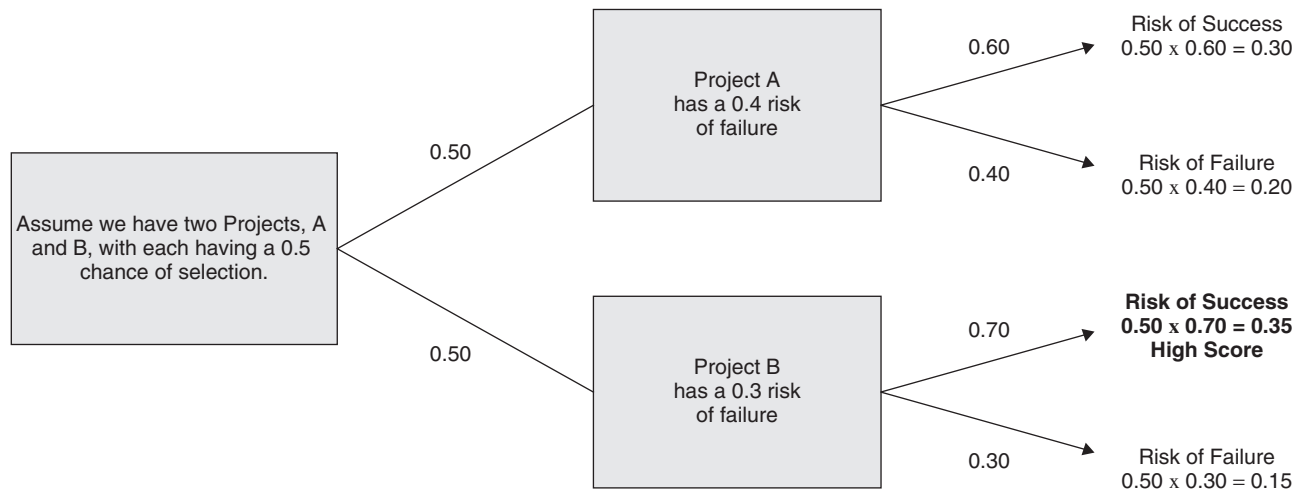 Assume we have two Projects, A
and B, with each having a 0.5
chance of selection.
0.50
0.50
Project A
has a 0.4 risk
of failure
0.60
0.40
Risk of Success
0.50 x 0.60 = 0.30
Risk of Failure
0.50 x 0.40 = 0.20
Project B
has a 0.3 risk
of failure
0.70
0.30
Risk of Success
0.50 x 0.70 = 0.35
High Score
Risk of Failure
0.50 x 0.30 = 0.15